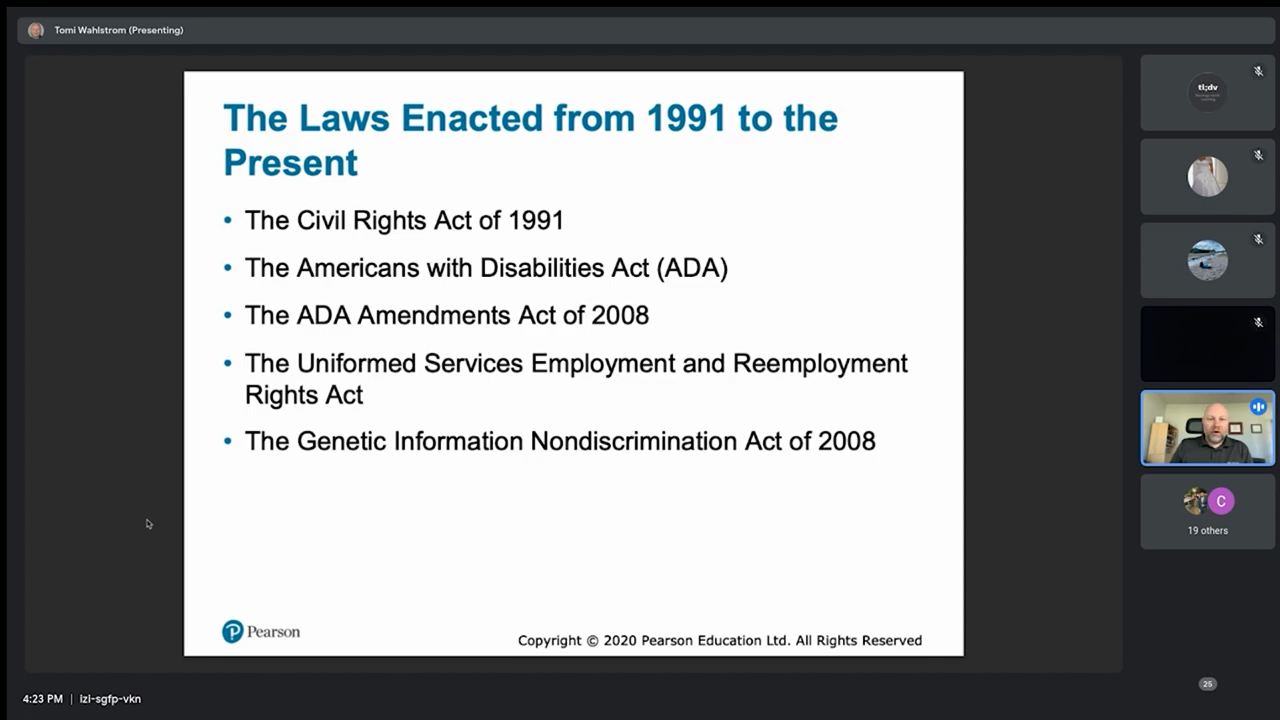 Tomi Wahlstrom (Presenting)
The Laws Enacted from 1991 to the
Present
• The Civil Rights Act of 1991
• The Americans with Disabilities Act (ADA)
• The ADA Amendments Act of 2008
• The Uniformed Services Employment and Reemployment
Rights Act
• The Genetic Information Nondiscrimination Act of 2008
Pearson
Copyright © 2020 Pearson Education Ltd. All Rights Reserved
tl;dv
C
19 others
4:23 PM | lzl-sgfp-vkn
25